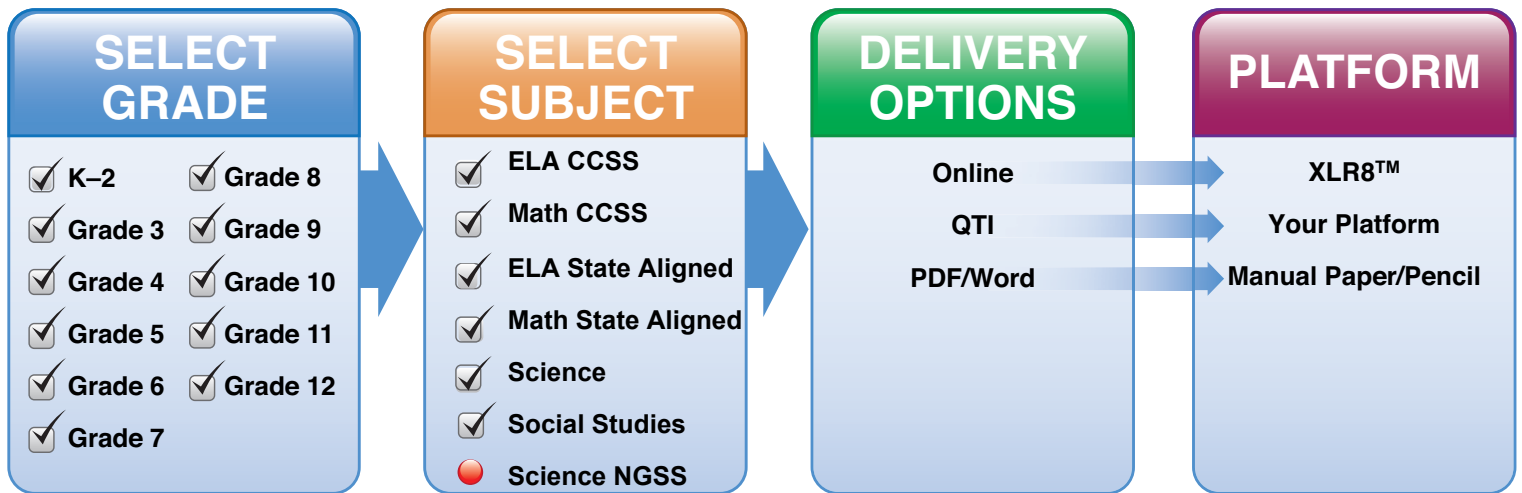 SELECT
GRADE
K–2
Grade 3
Grade 4
Grade 5
Grade 6
Grade 7
Grade 8
Grade 9
Grade 10
Grade 11
Grade 12
SELECT
SUBJECT
ELA CCSS
Math CCSS
ELA State Aligned
Math State Aligned
Science
Social Studies
Science NGSS
DELIVERY
OPTIONS
Online
QTI
PDF/Word
PLATFORM
XLR8™
Your Platform
Manual Paper/Pencil